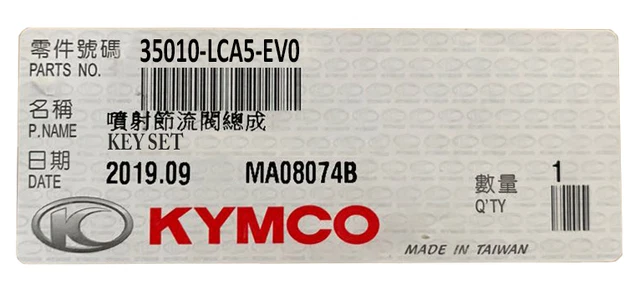 零件號碼 35010-LCA5-EV0
PARTS NO.
名稱 噴射節流閥總成
P.NAME KEY SET
日期
DATE 2019.09 MA08074B
數量 1
Q'TY
KYMCO
MADE IN TAIWAN